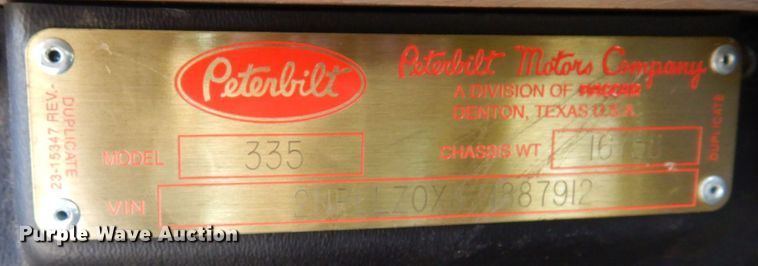 Peterbilt
Peterbilt Motors Company
A DIVISION OF PACCAR
DENTON, TEXAS U.S.A.
23-15347 REV.-
DUPLICATE
DUPLICATE
MODEL 335
CHASSIS WT
VIN
Purple Wave Auction